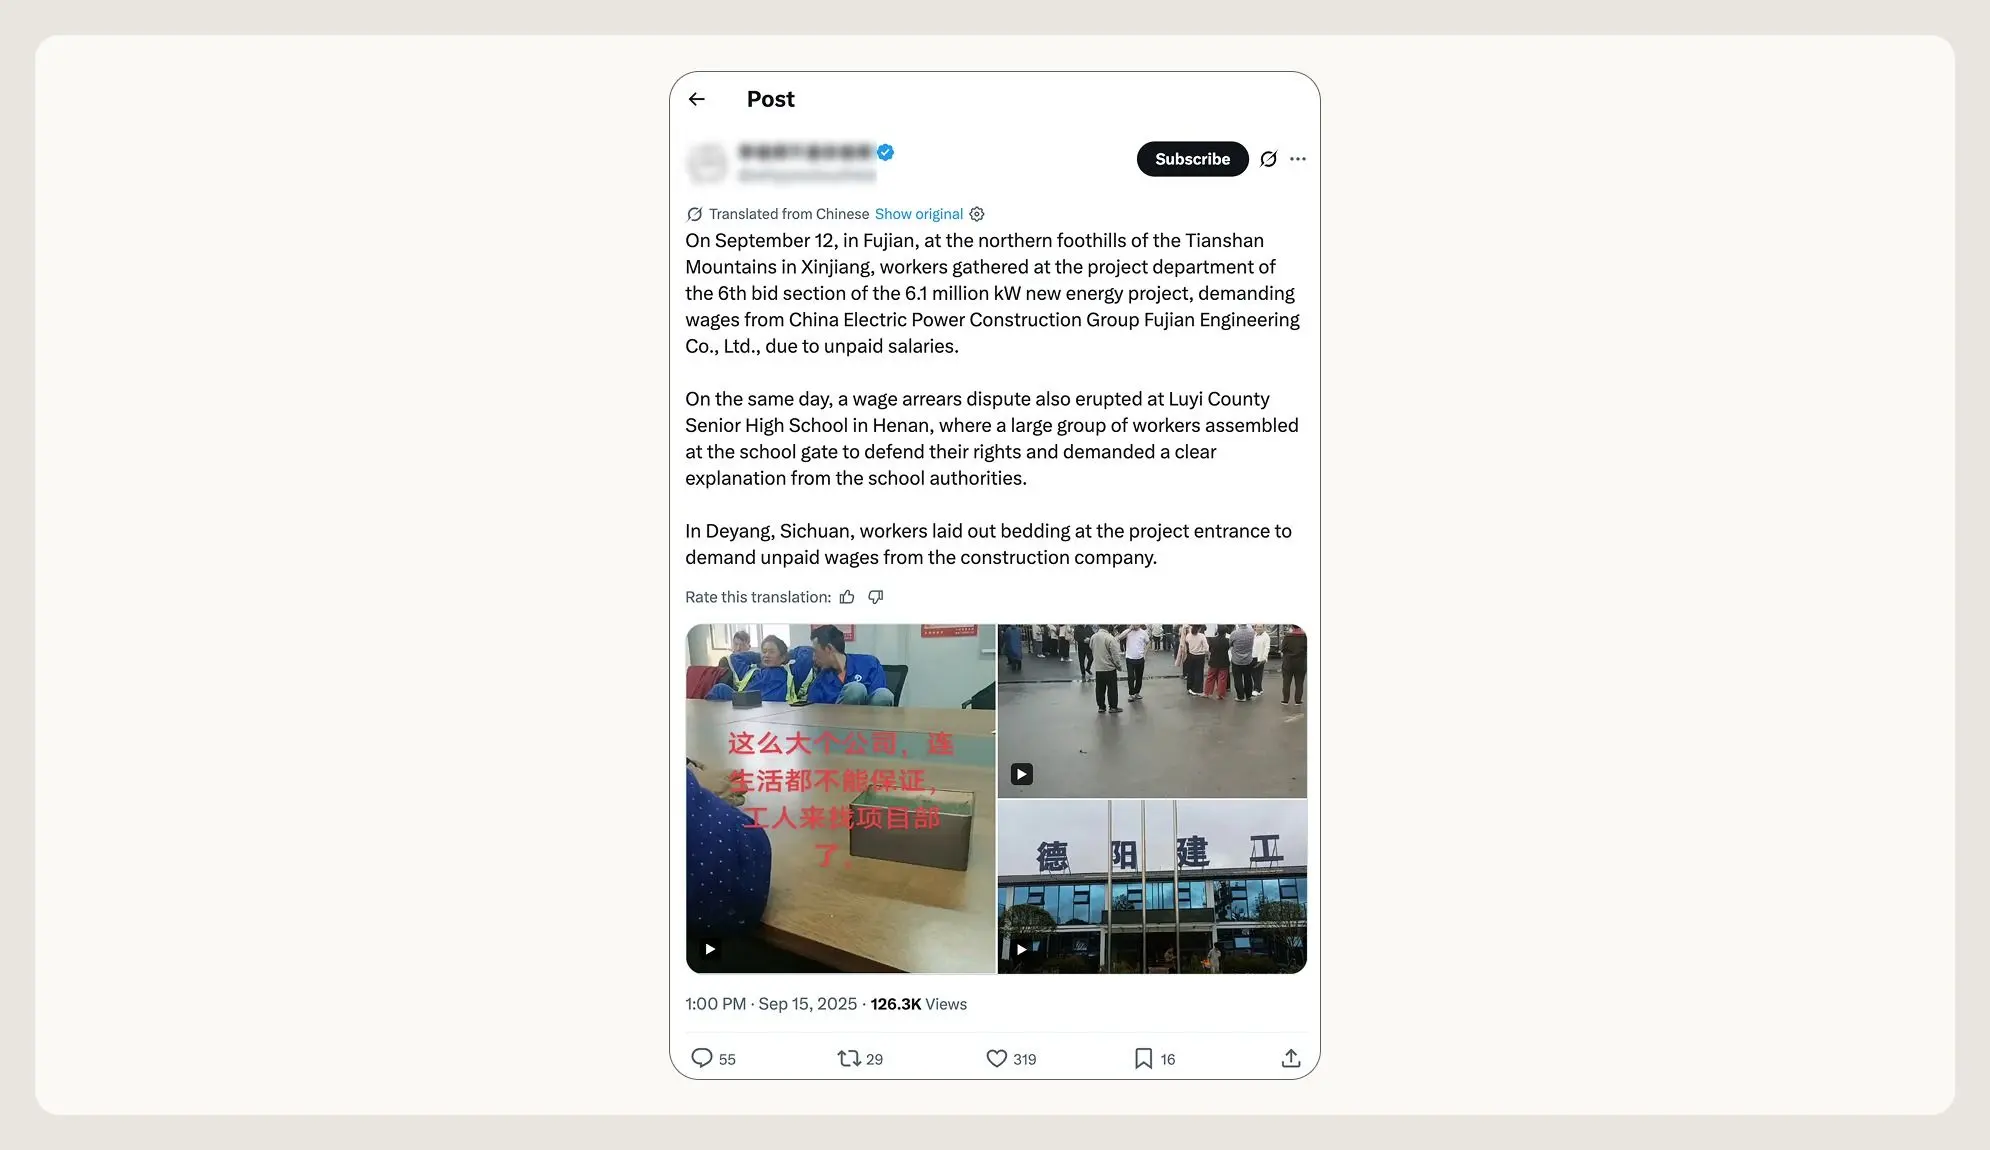 Post
Subscribe
Translated from Chinese Show original
On September 12, in Fujian, at the northern foothills of the Tianshan
Mountains in Xinjiang, workers gathered at the project department of
the 6th bid section of the 6.1 million kW new energy project, demanding
wages from China Electric Power Construction Group Fujian Engineering
Co., Ltd., due to unpaid salaries.
On the same day, a wage arrears dispute also erupted at Luyi County
Senior High School in Henan, where a large group of workers assembled
at the school gate to defend their rights and demanded a clear
explanation from the school authorities.
In Deyang, Sichuan, workers laid out bedding at the project entrance to
demand unpaid wages from the construction company.
Rate this translation:
这么大个公司，连
生活都不能保证，
工人来找项目部
了。
德阳建工
1:00 PM · Sep 15, 2025 · 126.3K Views
55
29
319
16